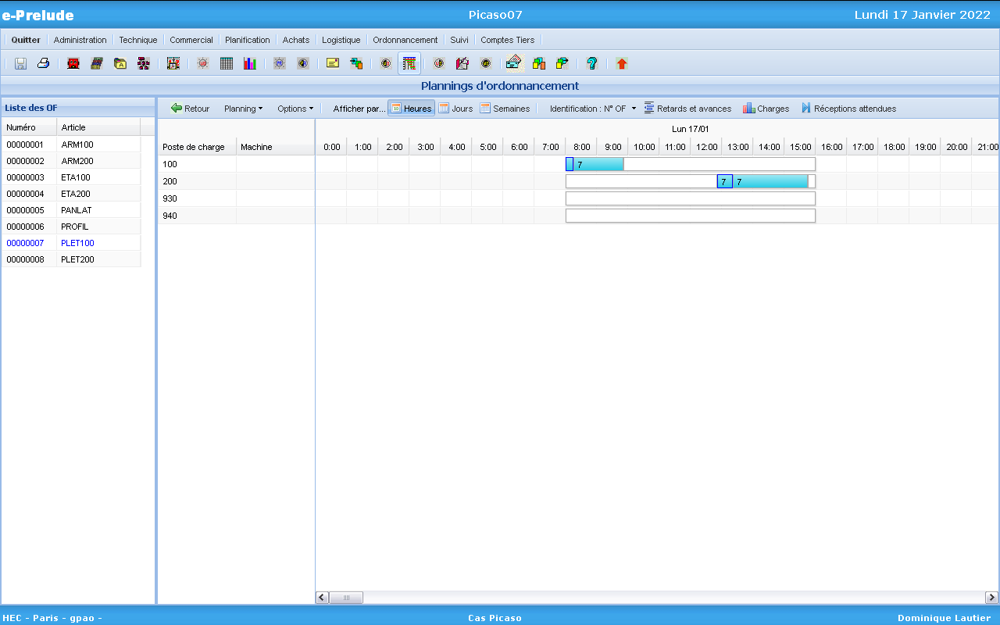 e-Prelude Picaso07 Lundi 17 Janvier 2022
Quitter Administration Technique Commercial Planification Achats Logistique Ordonnancement Suivi Comptes Tiers
Plannings d'ordonnancement
Liste des OF
Retour Planning Options Afficher par... Heures Jours Semaines Identification : N° OF Retards et avances Charges Réceptions attendues
Numéro Article
Lun 17/01
Poste de charge Machine 0:00 1:00 2:00 3:00 4:00 5:00 6:00 7:00 8:00 9:00 10:00 11:00 12:00 13:00 14:00 15:00 16:00 17:00 18:00 19:00 20:00 21:00
00000001 ARM100
00000002 ARM200
00000003 ETA100
00000004 ETA200
00000005 PANLAT
00000006 PROFIL
00000007 PLET100
00000008 PLET200
100 7
200 7 7
930
940
HEC - Paris - gpao - Cas Picaso Dominique Lautier